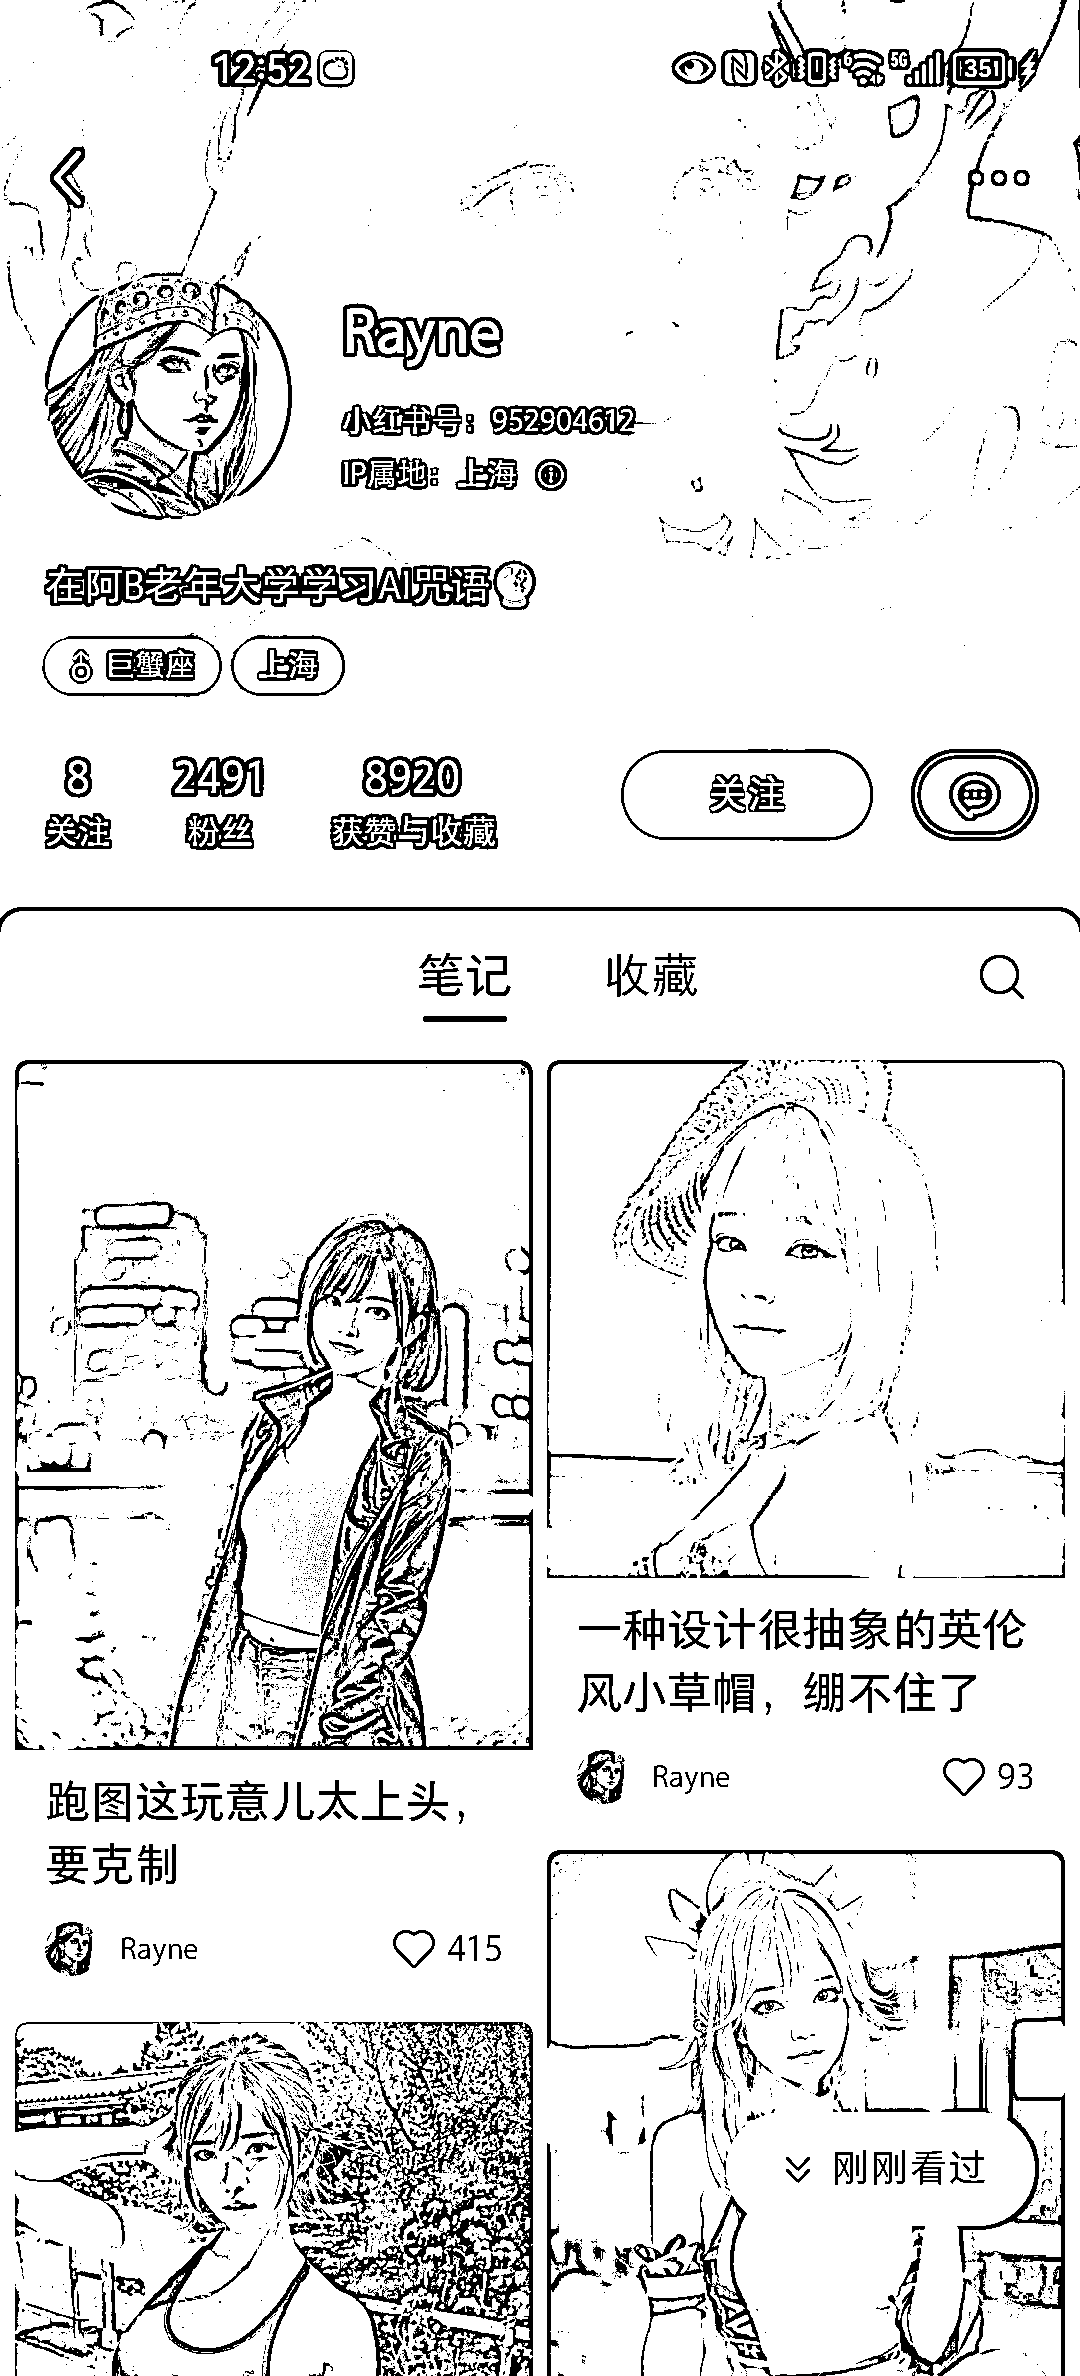 12:52
5G 351
Rayne
小红书号：952904612
IP属地：上海
在阿B老年大学学习AI咒语
巨蟹座 上海
8 2491 8920
关注 粉丝 获赞与收藏 关注
笔记 收藏
一种设计很抽象的英伦
风小草帽，绷不住了
Rayne 93
跑图这玩意儿太上头，
要克制
Rayne 415
刚刚看过